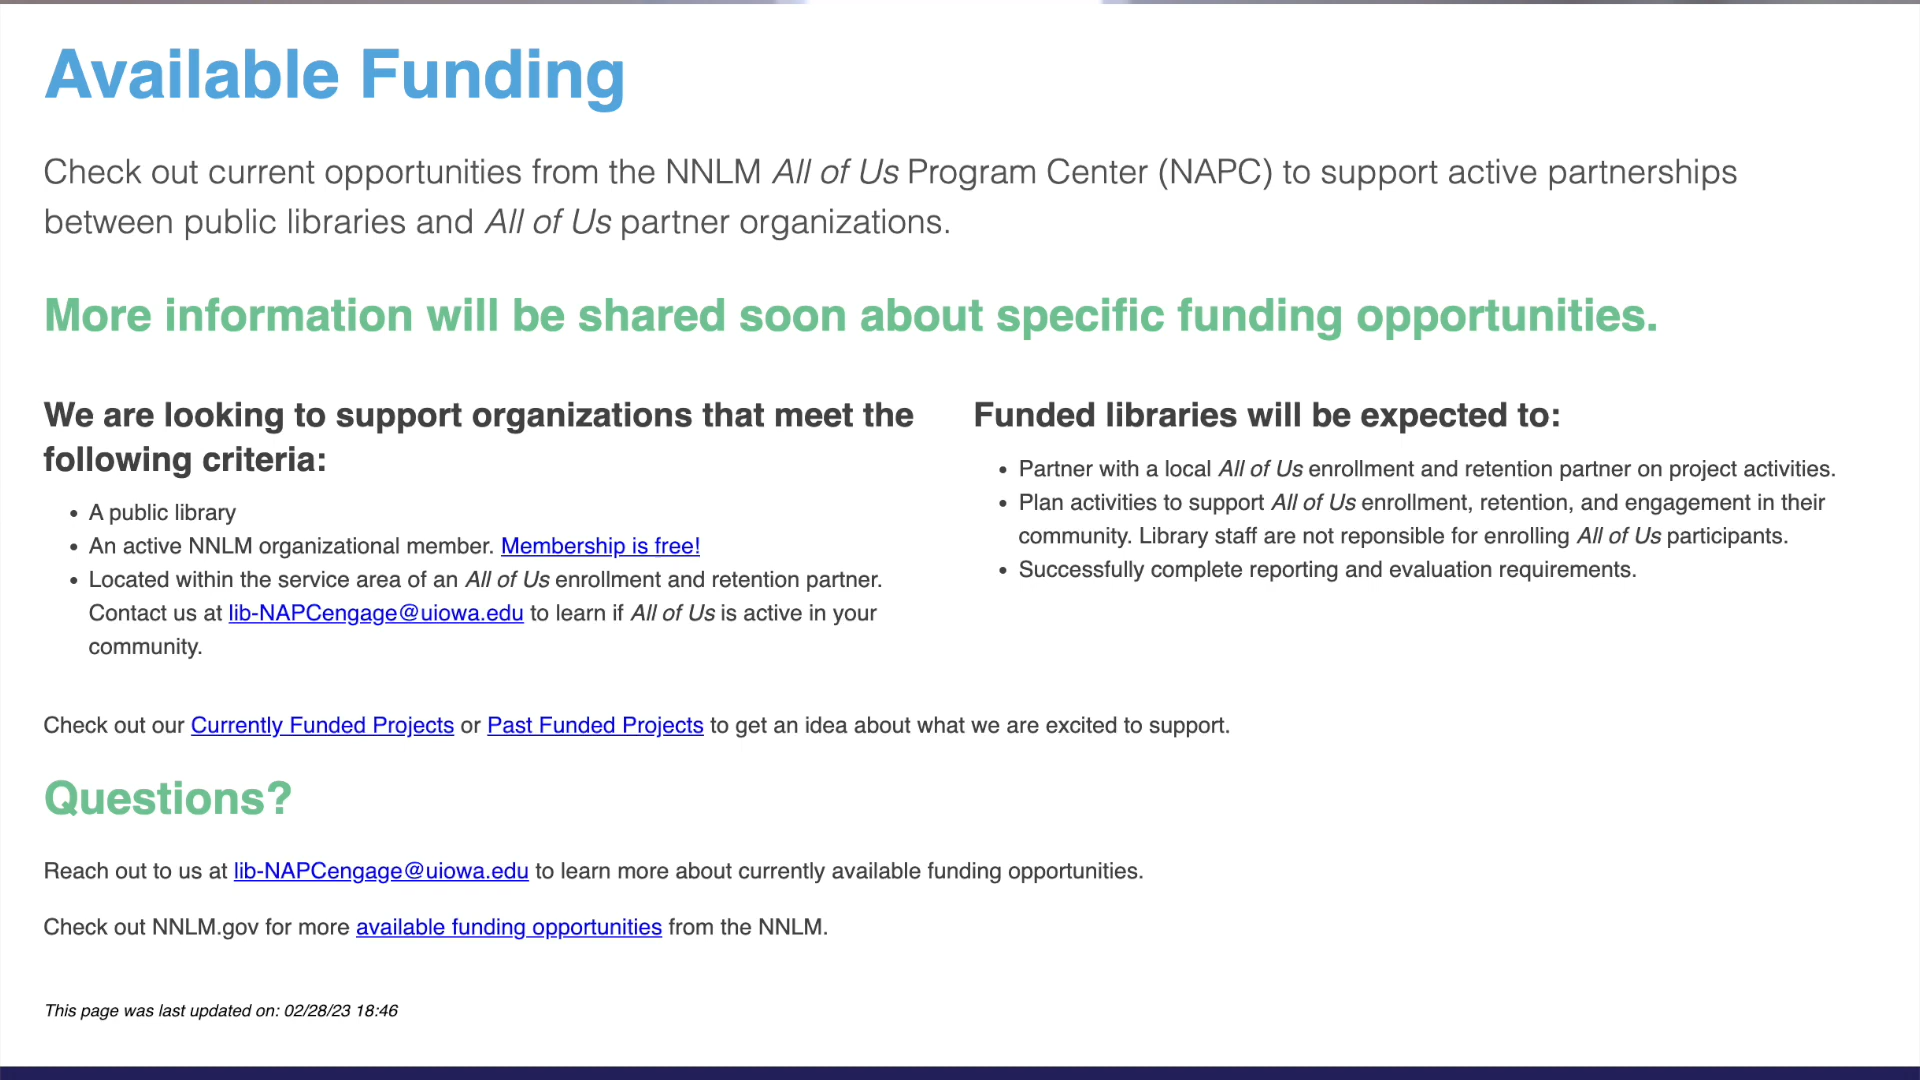 Available Funding
Check out current opportunities from the NNLM All of Us Program Center (NAPC) to support active partnerships
between public libraries and All of Us partner organizations.
More information will be shared soon about specific funding opportunities.
We are looking to support organizations that meet the
following criteria:
• A public library
• An active NNLM organizational member. Membership is free!
• Located within the service area of an All of Us enrollment and retention partner.
Contact us at lib-NAPCengage@uiowa.edu to learn if All of Us is active in your
community.
Funded libraries will be expected to:
• Partner with a local All of Us enrollment and retention partner on project activities.
• Plan activities to support All of Us enrollment, retention, and engagement in their
community. Library staff are not reponsible for enrolling All of Us participants.
• Successfully complete reporting and evaluation requirements.
Check out our Currently Funded Projects or Past Funded Projects to get an idea about what we are excited to support.
Questions?
Reach out to us at lib-NAPCengage@uiowa.edu to learn more about currently available funding opportunities.
Check out NNLM.gov for more available funding opportunities from the NNLM.
This page was last updated on: 02/28/23 18:46